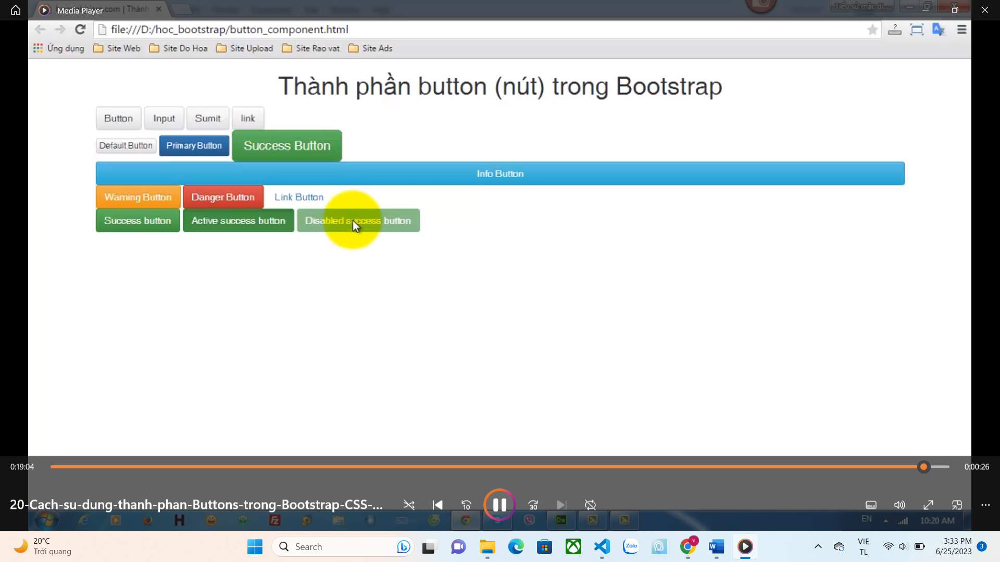 Media Player
file:///D:/hoc_bootstrap/button_component.html
Ứng dụng Site Web Site Do Hoa Site Upload Site Rao vat Site Ads
Thành phần button (nút) trong Bootstrap
Button Input Sumit link
Default Button Primary Button Success Button
Info Button
Warning Button Danger Button Link Button
Success button Active success button Disabled success button
0:19:04 0:00:26
20-Cach-su-dung-thanh-phan-Buttons-trong-Bootstrap-CSS-...
10 30
EN 10:20 AM
20°C
Trời quang
Search
Zalo
VIE
TL
3:33 PM
6/25/2023
3